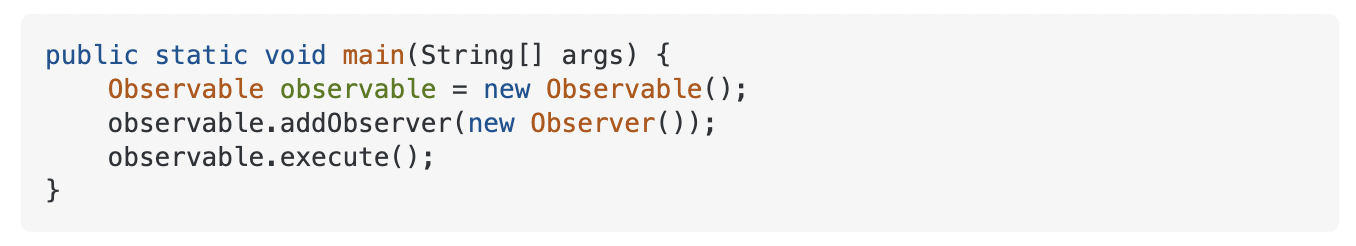 public static void main(String[] args) {
    Observable observable = new Observable();
    observable.addObserver(new Observer());
    observable.execute();
}